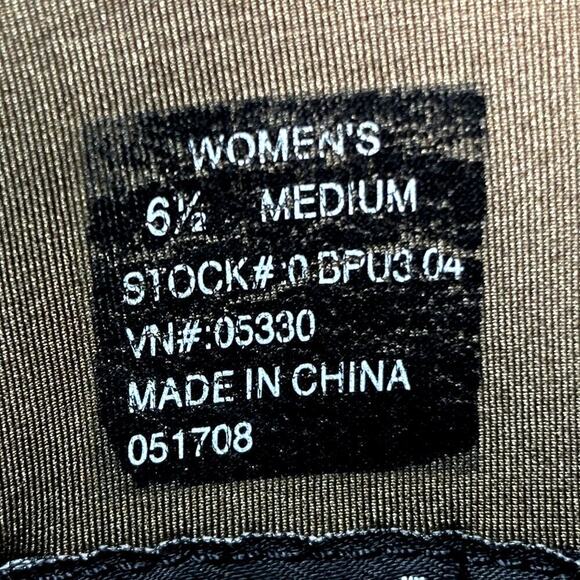 WOMEN'S
6½ MEDIUM
STOCK#:0 BPU3 04
VN#:05330
MADE IN CHINA
051708